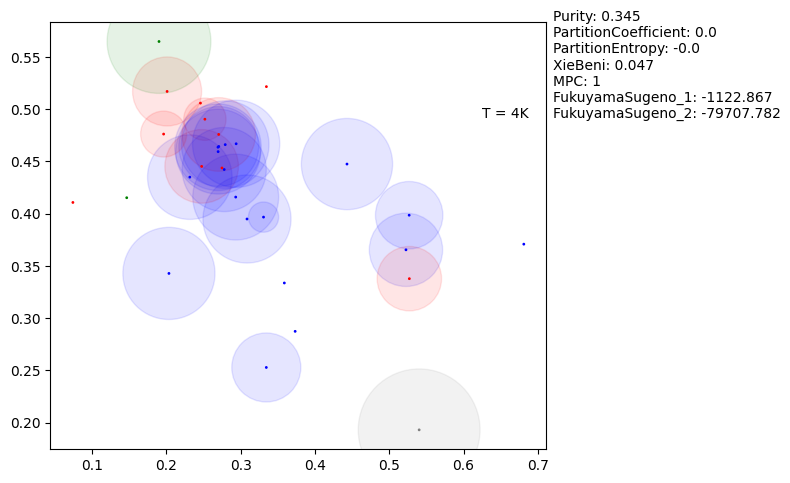 Purity: 0.345
PartitionCoefficient: 0.0
PartitionEntropy: -0.0
XieBeni: 0.047
MPC: 1
FukuyamaSugeno_1: -1122.867
FukuyamaSugeno_2: -79707.782
T = 4K
0.55
0.50
0.45
0.40
0.35
0.30
0.25
0.20
0.1 0.2 0.3 0.4 0.5 0.6 0.7